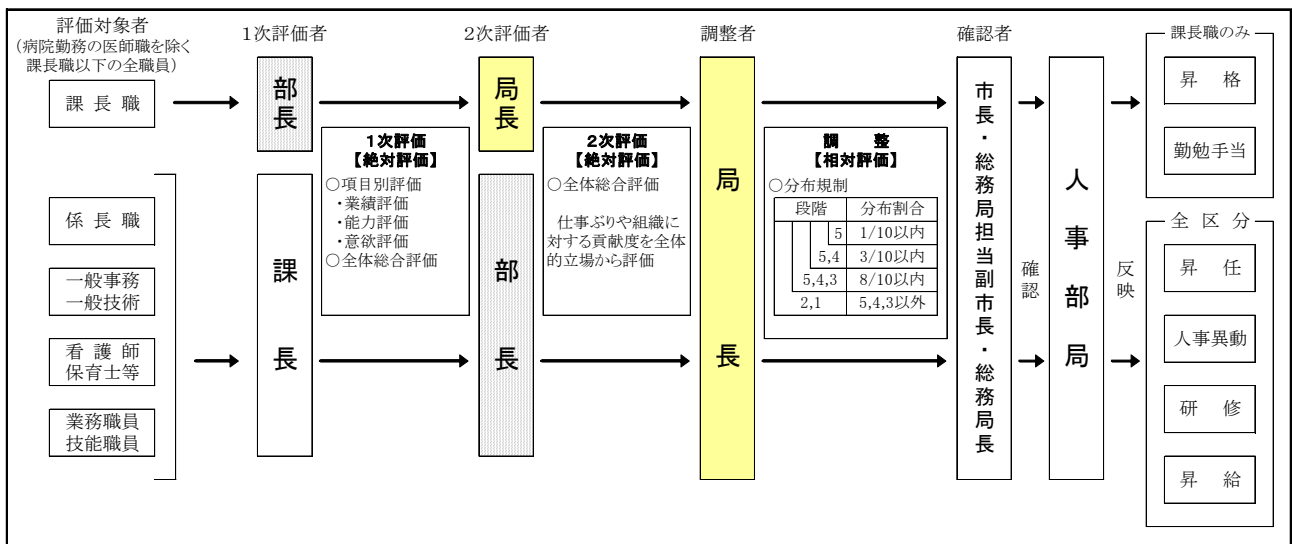 評価対象者
(病院勤務の医師職を除く
課長職以下の全職員)
1次評価者
2次評価者
調整者
確認者
課長職のみ
課 長 職
部長
局長
昇 格
勤勉手当
1次評価
【絶対評価】
○項目別評価
・業績評価
・能力評価
・意欲評価
○全体総合評価
2次評価
【絶対評価】
○全体総合評価
仕事ぶりや組織に
対する貢献度を全体
的立場から評価
調 整
【相対評価】
○分布規制
段階 分布割合
5 1/10以内
5,4 3/10以内
5,4,3 8/10以内
2,1 5,4,3以外
係長職
一般事務
一般技術
看 護 師
保育士等
業務職員
技能職員
課 長
部 長
局 長
市長・総務局担当副市長・総務局長
確認
人事部局
反映
全 区 分
昇 任
人事異動
研 修
昇 給